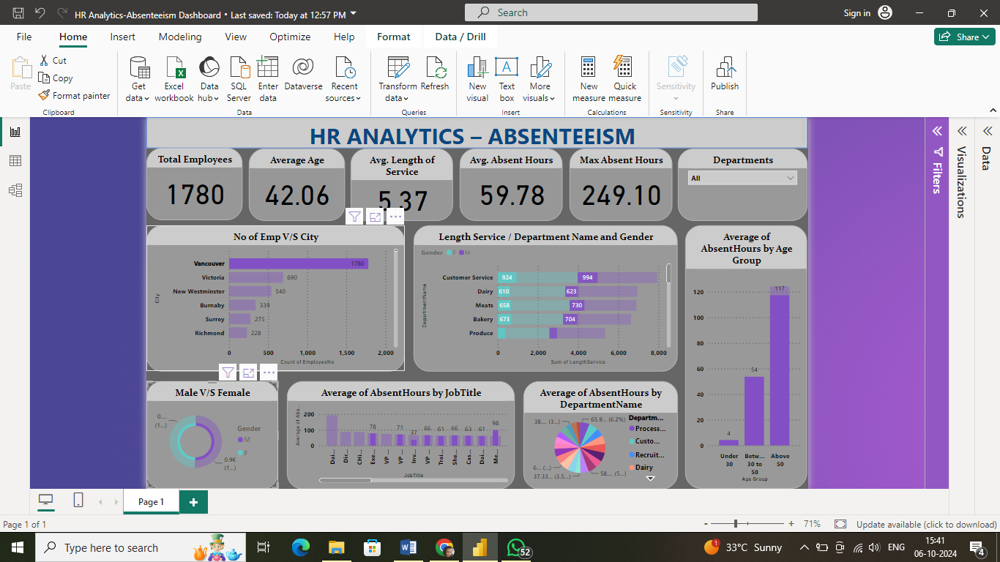 HR Analytics-Absenteeism Dashboard • Last saved: Today at 12:57 PM
Search
Sign in
File Home Insert Modeling View Optimize Help Format Data / Drill
Share
Paste
Cut
Copy
Format painter
Get data
Excel workbook
Data hub
SQL Server
Enter data
Dataverse
Recent sources
Transform data
Refresh
New visual
Text box
More visuals
New measure
Quick measure
Sensitivity
Publish
Clipboard Data Queries Insert Calculations Sensitivity Share
HR ANALYTICS – ABSENTEEISM
Total Employees
1780
Average Age
42.06
Avg. Length of
Service
5.37
Avg. Absent Hours
59.78
Max Absent Hours
249.10
Departments
All
Filters
Visualizations
Data
No of Emp V/S City
City
Vancouver 1780
Victoria 690
New Westminster 540
Burnaby 339
Surrey 275
Richmond 228
0 500 1,000 1,500 2,000
Count of EmployeeNo
Length Service / Department Name and Gender
Gender F M
DepartmentName
Customer Service 924 994
Dairy 610 623
Meats 658 730
Bakery 673 704
Produce
0 2,000 4,000 6,000 8,000
Sum of LengthService
Average of
AbsentHours by Age
Group
120
100
80
60
40
20
0
4
54
117
Under
30
Betw...
30 to
50
Above
50
Age Group
Male V/S Female
0....
(1...)
0.9K
(1...)
Gender
M
F
Average of AbsentHours by JobTitle
Average of Abs...
200
100
0
78 71 37 66... 61 66... 63 61 98
Dai... Dir... CHi... Exe... VP ... VP ... Inv... VP ... Trai... She... Cas... Dai... Me...
JobTitle
Average of AbsentHours by
DepartmentName
38.... (3...)
65.9... (6.2%)
6... (...)
37.33... (3.5...)
58.... (5...)
Departm...
Process...
Custo...
Recruit...
Dairy
Page 1
Page 1 of 1
71%
Update available (click to download)
Type here to search
52
1
33°C Sunny
ENG
15:41
06-10-2024
4